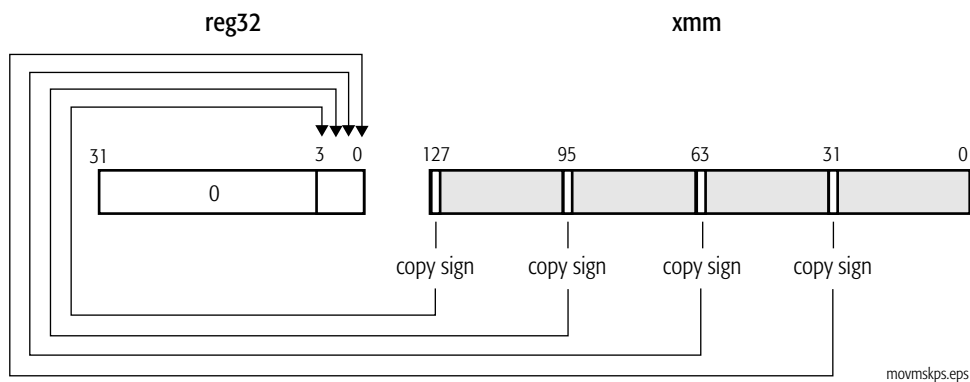 reg32 xmm
31 3 0 127 95 63 31 0
0
copy sign copy sign copy sign copy sign
movmskps.eps